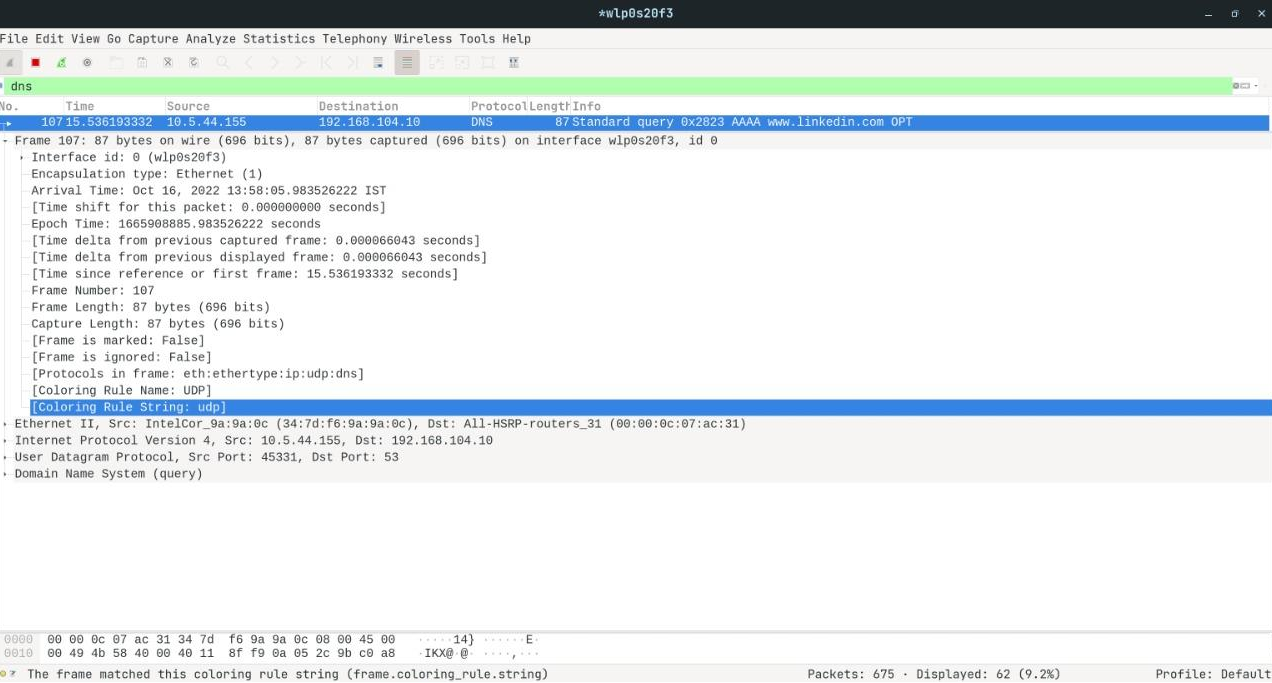 *wlp0s20f3
File Edit View Go Capture Analyze Statistics Telephony Wireless Tools Help
dns
No. Time Source Destination Protocol Length Info
107 15.536193332 10.5.44.155 192.168.104.10 DNS 87 Standard query 0x2823 AAAA www.linkedin.com OPT
Frame 107: 87 bytes on wire (696 bits), 87 bytes captured (696 bits) on interface wlp0s20f3, id 0
Interface id: 0 (wlp0s20f3)
Encapsulation type: Ethernet (1)
Arrival Time: Oct 16, 2022 13:58:05.983526222 IST
[Time shift for this packet: 0.000000000 seconds]
Epoch Time: 1665908885.983526222 seconds
[Time delta from previous captured frame: 0.000066043 seconds]
[Time delta from previous displayed frame: 0.000066043 seconds]
[Time since reference or first frame: 15.536193332 seconds]
Frame Number: 107
Frame Length: 87 bytes (696 bits)
Capture Length: 87 bytes (696 bits)
[Frame is marked: False]
[Frame is ignored: False]
[Protocols in frame: eth:ethertype:ip:udp:dns]
[Coloring Rule Name: UDP]
[Coloring Rule String: udp]
Ethernet II, Src: IntelCor_9a:9a:0c (34:7d:f6:9a:9a:0c), Dst: All-HSRP-routers_31 (00:00:0c:07:ac:31)
Internet Protocol Version 4, Src: 10.5.44.155, Dst: 192.168.104.10
User Datagram Protocol, Src Port: 45331, Dst Port: 53
Domain Name System (query)
0000 00 00 0c 07 ac 31 34 7d f6 9a 9a 0c 08 00 45 00 ·····14} ······E·
0010 00 49 4b 58 40 00 40 11 8f f9 0a 05 2c 9b c0 a8 ·IKX@·@· ····,···
The frame matched this coloring rule string (frame.coloring_rule.string) Packets: 675 · Displayed: 62 (9.2%) Profile: Default